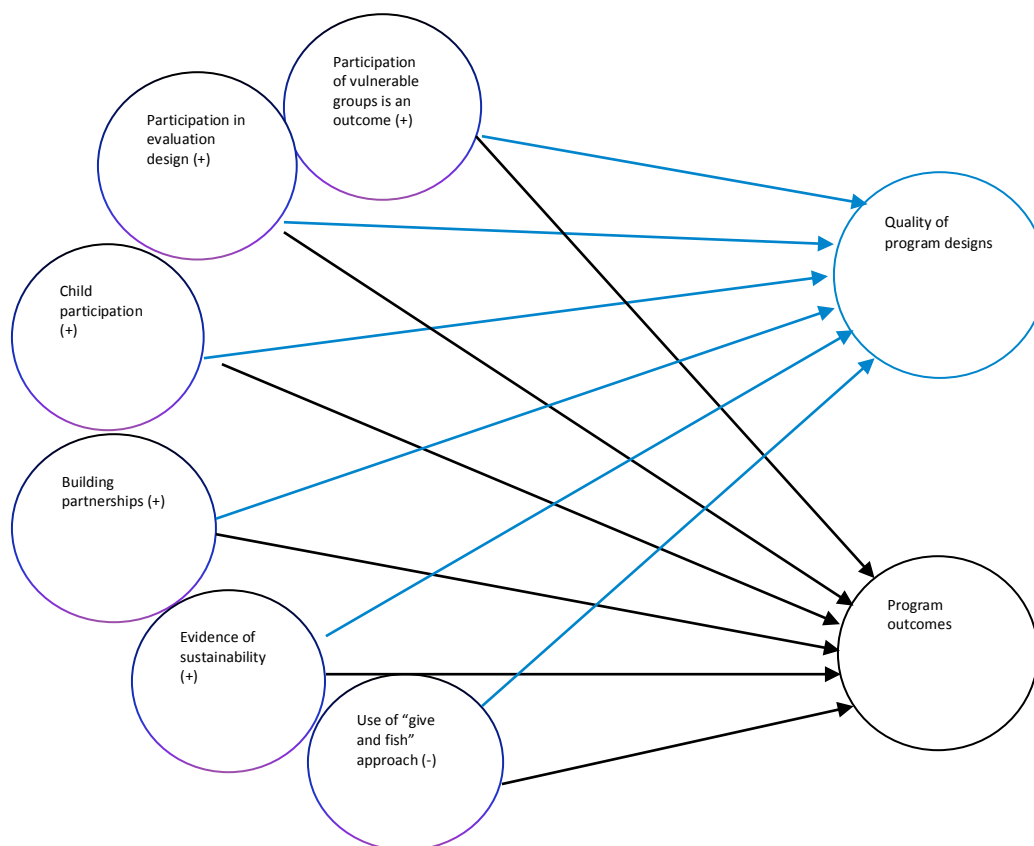 Participation
of vulnerable
groups is an
outcome (+)
Participation in
evaluation
design (+)
Child
participation
(+)
Building
partnerships (+)
Evidence of
sustainability
(+)
Use of “give
and fish”
approach (-)
Quality of
program designs
Program
outcomes